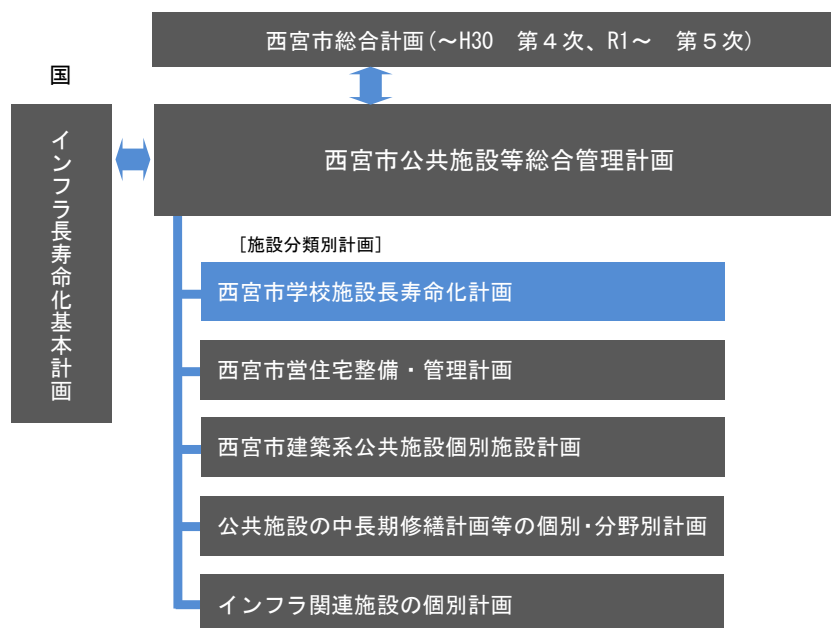 西宮市総合計画(～H30　第４次、R1～　第５次)
国
インフラ長寿命化基本計画
西宮市公共施設等総合管理計画
[施設分類別計画]
西宮市学校施設長寿命化計画
西宮市営住宅整備・管理計画
西宮市建築系公共施設個別施設計画
公共施設の中長期修繕計画等の個別･分野別計画
インフラ関連施設の個別計画